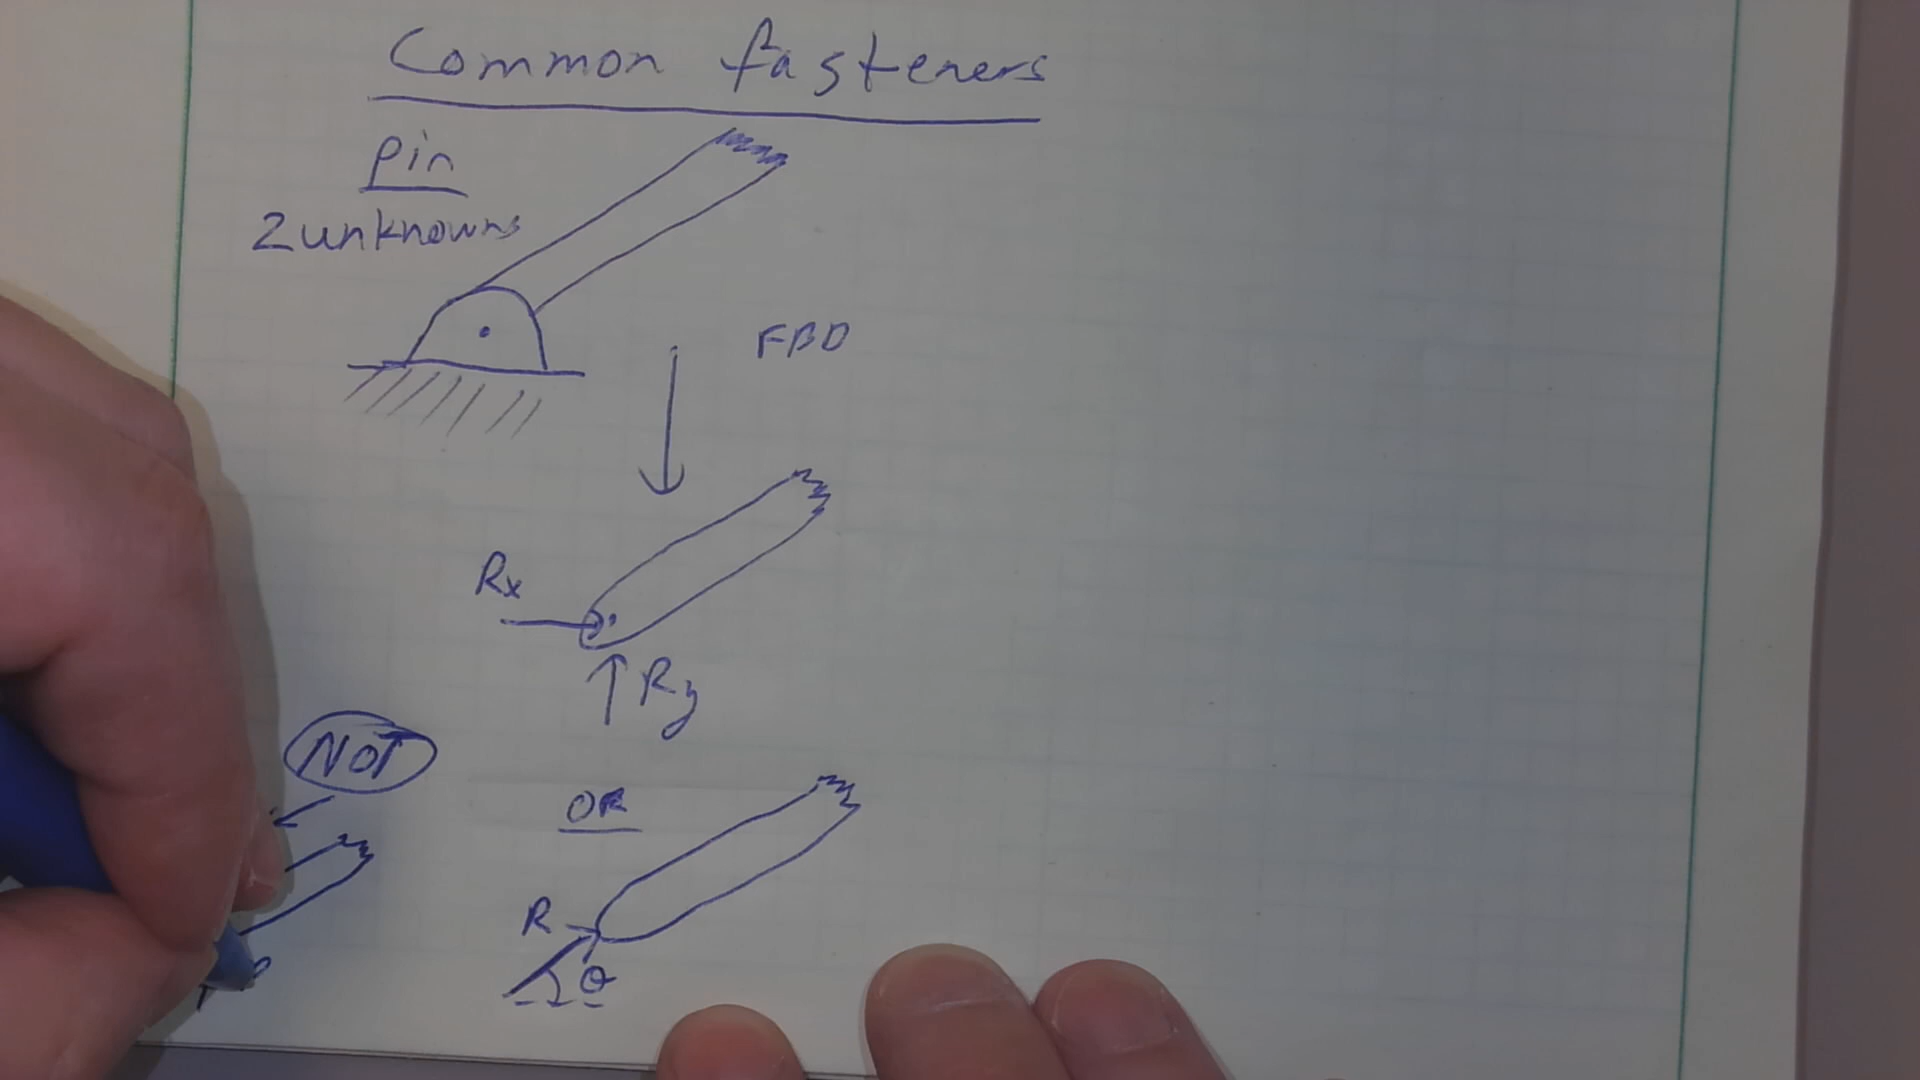 Common fasteners
pin
2 unknowns
FBD
Rx
Ry
NOT
OR
R
θ